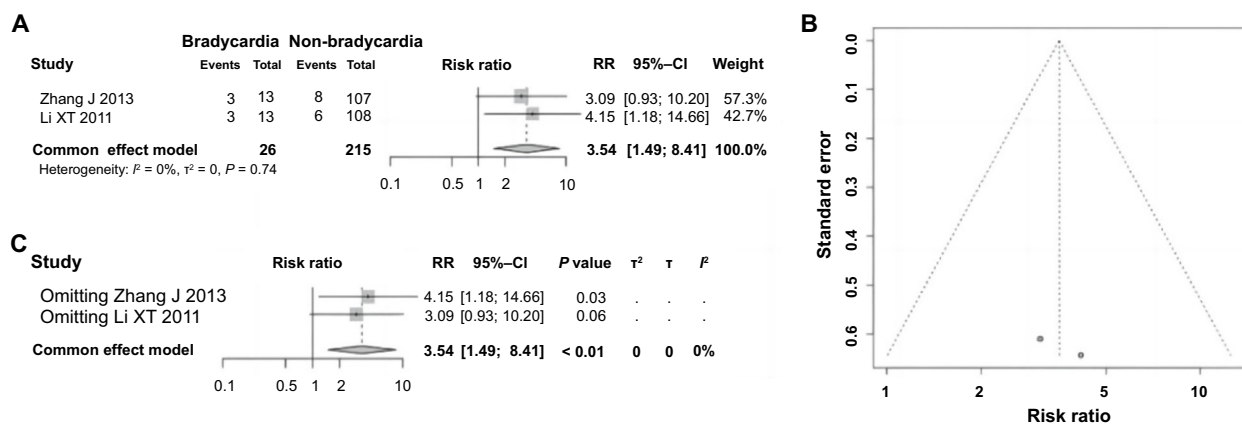 A
Bradycardia Non-bradycardia
Study Events Total Events Total Risk ratio RR 95%–CI Weight
Zhang J 2013 3 13 8 107 3.09 [0.93; 10.20] 57.3%
Li XT 2011 3 13 6 108 4.15 [1.18; 14.66] 42.7%
Common effect model 26 215 3.54 [1.49; 8.41] 100.0%
Heterogeneity: I² = 0%, τ² = 0, P = 0.74
0.1 0.5 1 2 10
B
Standard error
0.0
0.1
0.2
0.3
0.4
0.5
0.6
1 2 5 10
Risk ratio
C
Study Risk ratio RR 95%–CI P value τ² τ I²
Omitting Zhang J 2013 4.15 [1.18; 14.66] 0.03 . . .
Omitting Li XT 2011 3.09 [0.93; 10.20] 0.06 . . .
Common effect model 3.54 [1.49; 8.41] < 0.01 0 0 0%
0.1 0.5 1 2 10